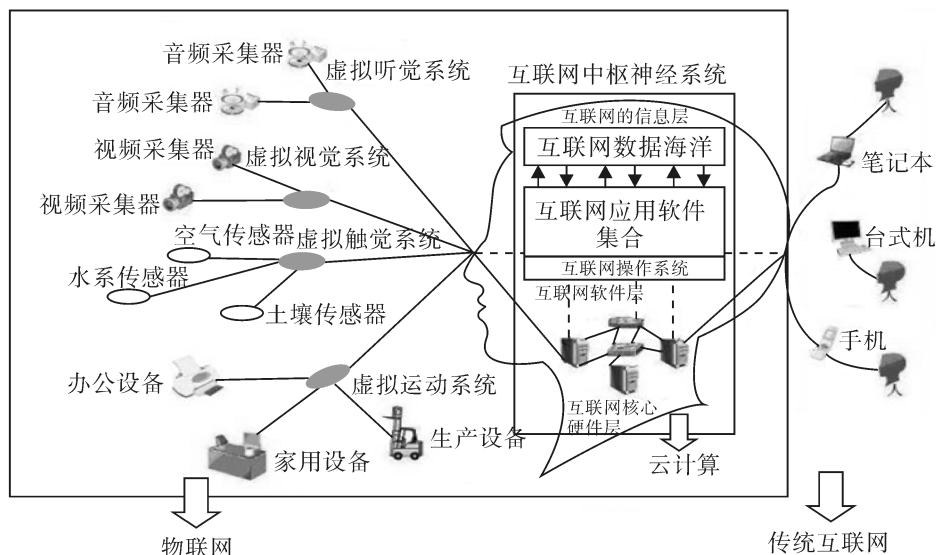 音频采集器
虚拟听觉系统
音频采集器
视频采集器
虚拟视觉系统
视频采集器
空气传感器
虚拟触觉系统
水系传感器
土壤传感器
办公设备
虚拟运动系统
生产设备
家用设备
物联网
互联网中枢神经系统
互联网的信息层
互联网数据海洋
互联网应用软件
集合
互联网操作系统
互联网软件层
互联网核心
硬件层
云计算
笔记本
台式机
手机
传统互联网